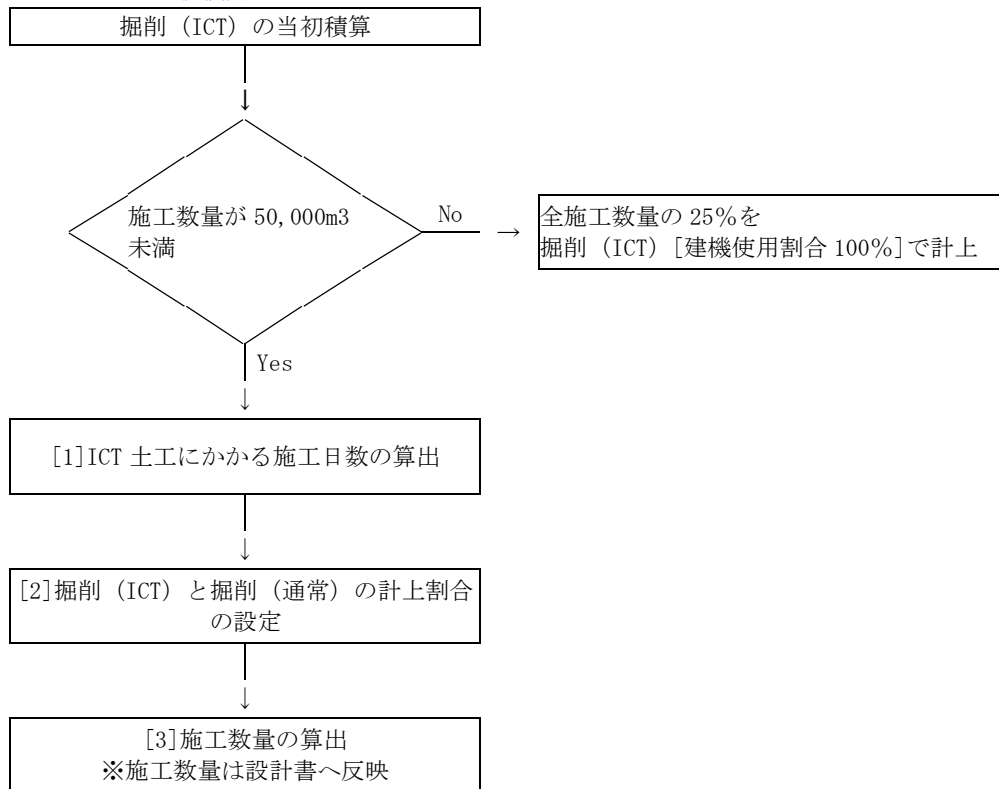 掘削（ICT）の当初積算
↓
施工数量が 50,000m3
未満
No
→
全施工数量の 25％を
掘削（ICT）[建機使用割合 100％]で計上
Yes
↓
[1]ICT 土工にかかる施工日数の算出
↓
[2]掘削（ICT）と掘削（通常）の計上割合
の設定
↓
[3]施工数量の算出
※施工数量は設計書へ反映